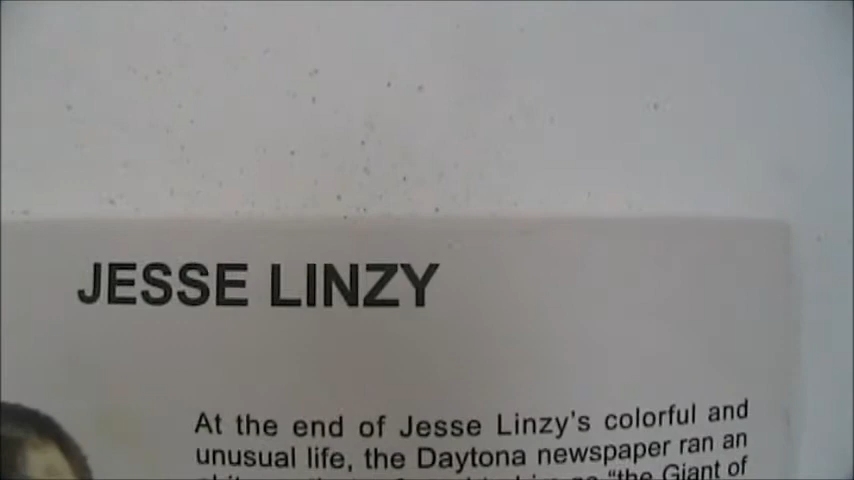 JESSE LINZY
At the end of Jesse Linzy's colorful and
unusual life, the Daytona newspaper ran an
"the Giant of